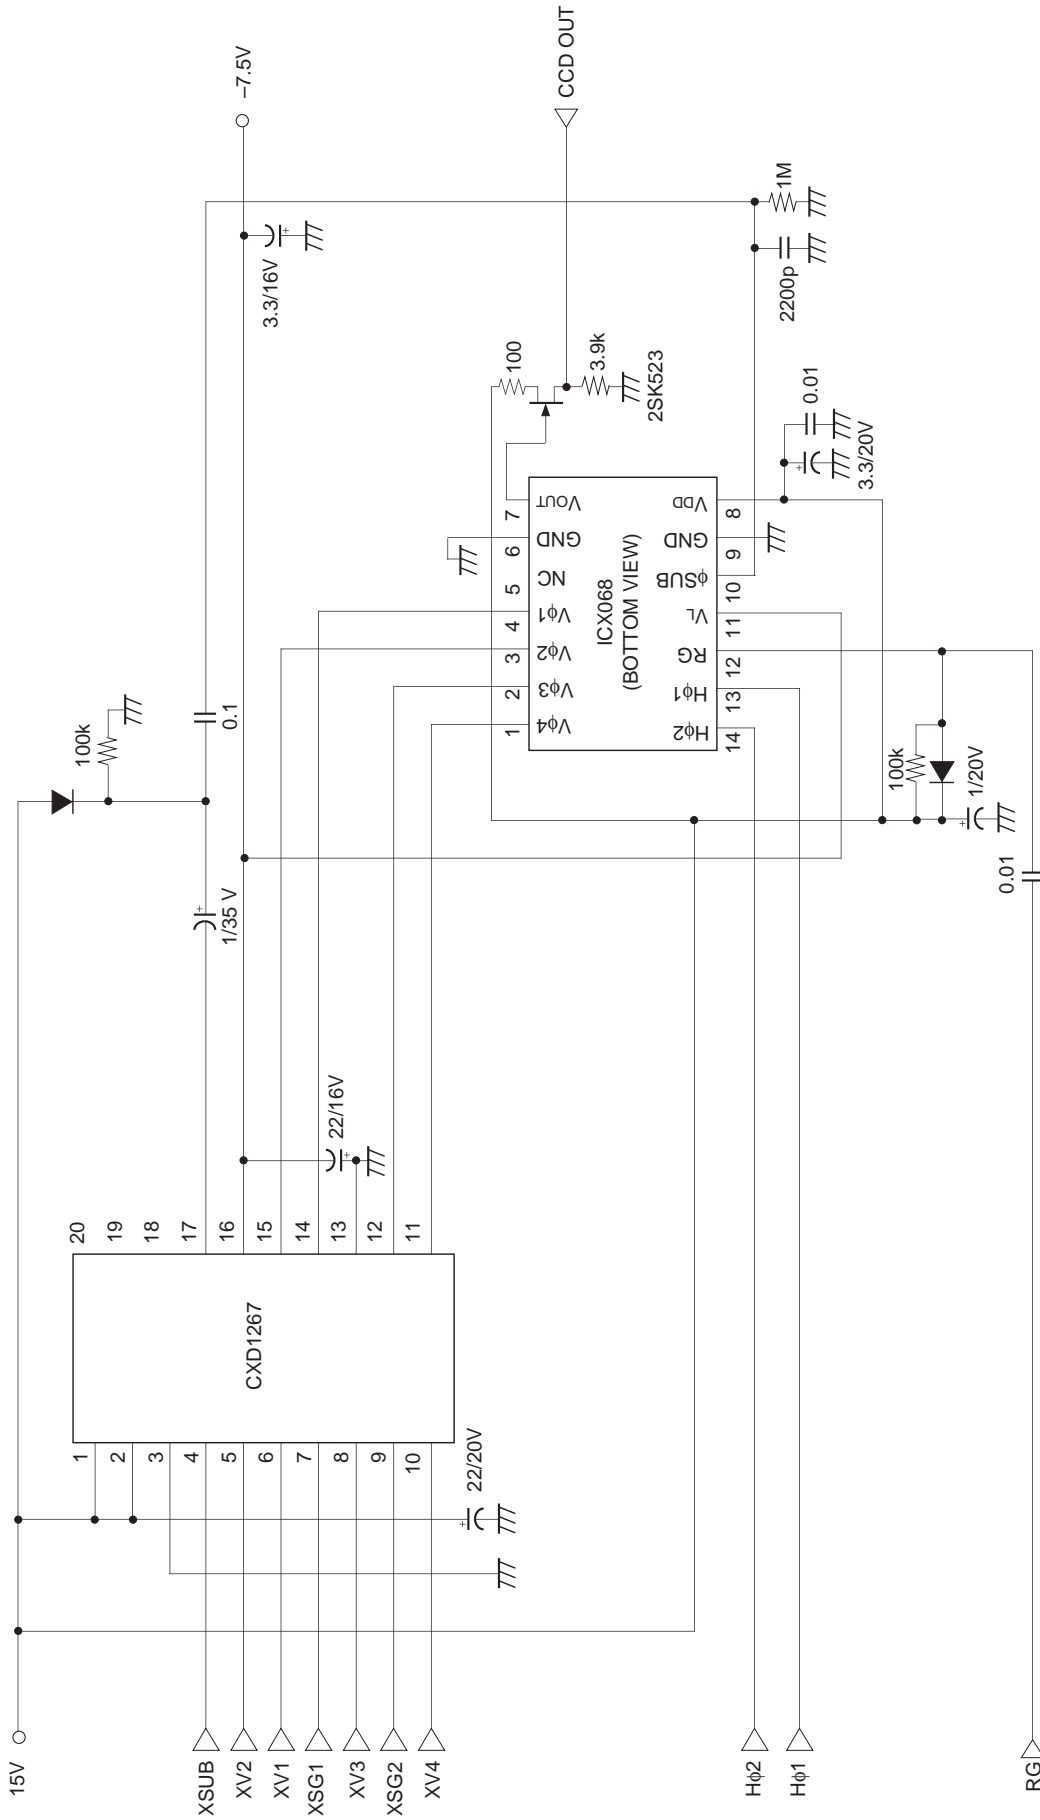 15V
–7.5V
CCD OUT
XSUB
XV2
XV1
XSG1
XV3
XSG2
XV4
Hϕ2
Hϕ1
RG
CXD1267
1
2
3
4
5
6
7
8
9
10
20
19
18
17
16
15
14
13
12
11
22/20V
22/16V
1/35 V
100k
0.1
3.3/16V
100
3.9k
2SK523
1M
2200p
0.01
3.3/20V
ICX068
(BOTTOM VIEW)
1
2
3
4
5
6
7
Vϕ4
Vϕ3
Vϕ2
Vϕ1
NC
GND
VOUT
Hϕ2
Hϕ1
RG
VL
ϕSUB
GND
VDD
14
13
12
11
10
9
8
100k
1/20V
0.01